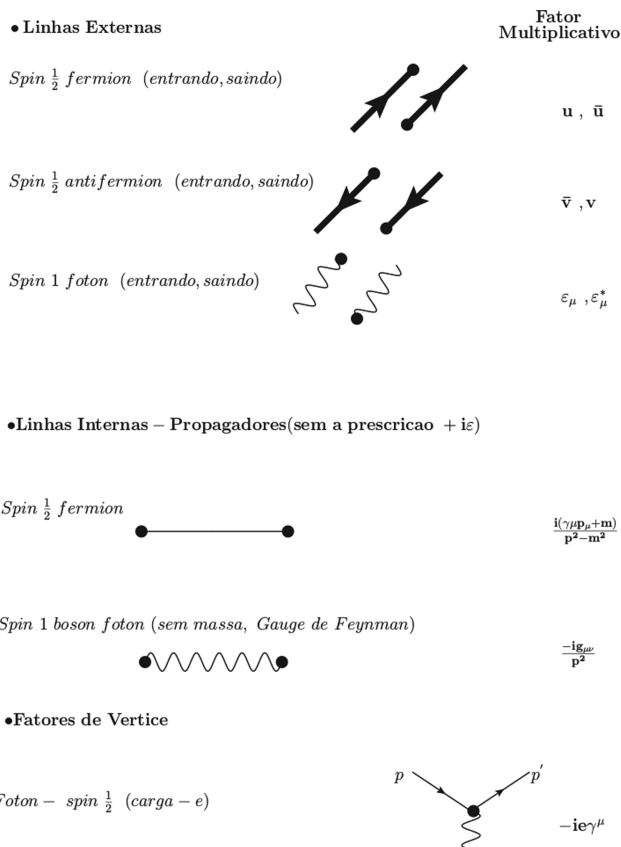 Fator
Multiplicativo
• Linhas Externas
Spin 1/2 fermion (entrando, saindo)
u , ū
Spin 1/2 antifermion (entrando, saindo)
v̄ , v
Spin 1 foton (entrando, saindo)
εμ , ε*μ
•Linhas Internas – Propagadores(sem a prescricao + iε)
Spin 1/2 fermion
i(γμpμ+m)/p²−m²
Spin 1 boson foton (sem massa, Gauge de Feynman)
−igμν/p²
•Fatores de Vertice
p p′
Foton − spin 1/2 (carga − e)
−ieγ^μ